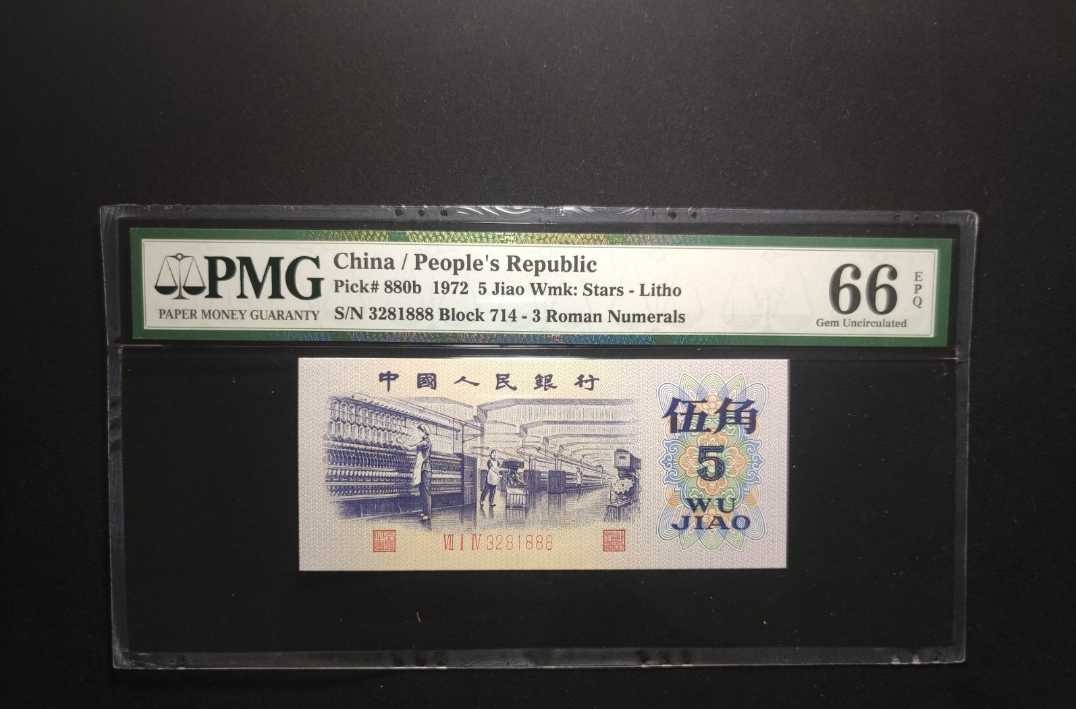 PMG
PAPER MONEY GUARANTY
China / People's Republic
Pick# 880b 1972 5 Jiao Wmk: Stars - Litho
S/N 3281888 Block 714 - 3 Roman Numerals
66 EPQ
Gem Uncirculated
中國人民銀行
伍角
5
WU
JIAO
Ⅶ Ⅰ Ⅳ 3281888